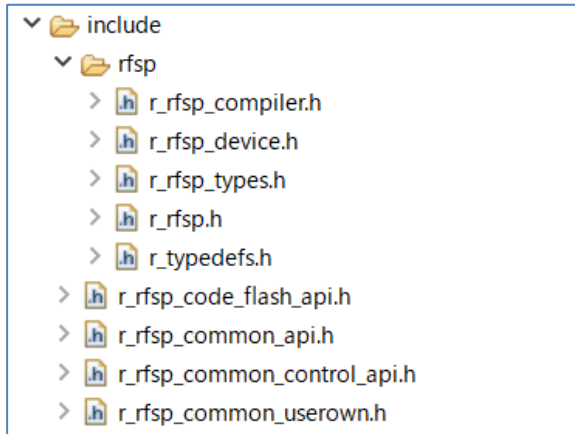 include
rfsp
.h r_rfsp_compiler.h
.h r_rfsp_device.h
.h r_rfsp_types.h
.h r_rfsp.h
.h r_typedefs.h
.h r_rfsp_code_flash_api.h
.h r_rfsp_common_api.h
.h r_rfsp_common_control_api.h
.h r_rfsp_common_userown.h